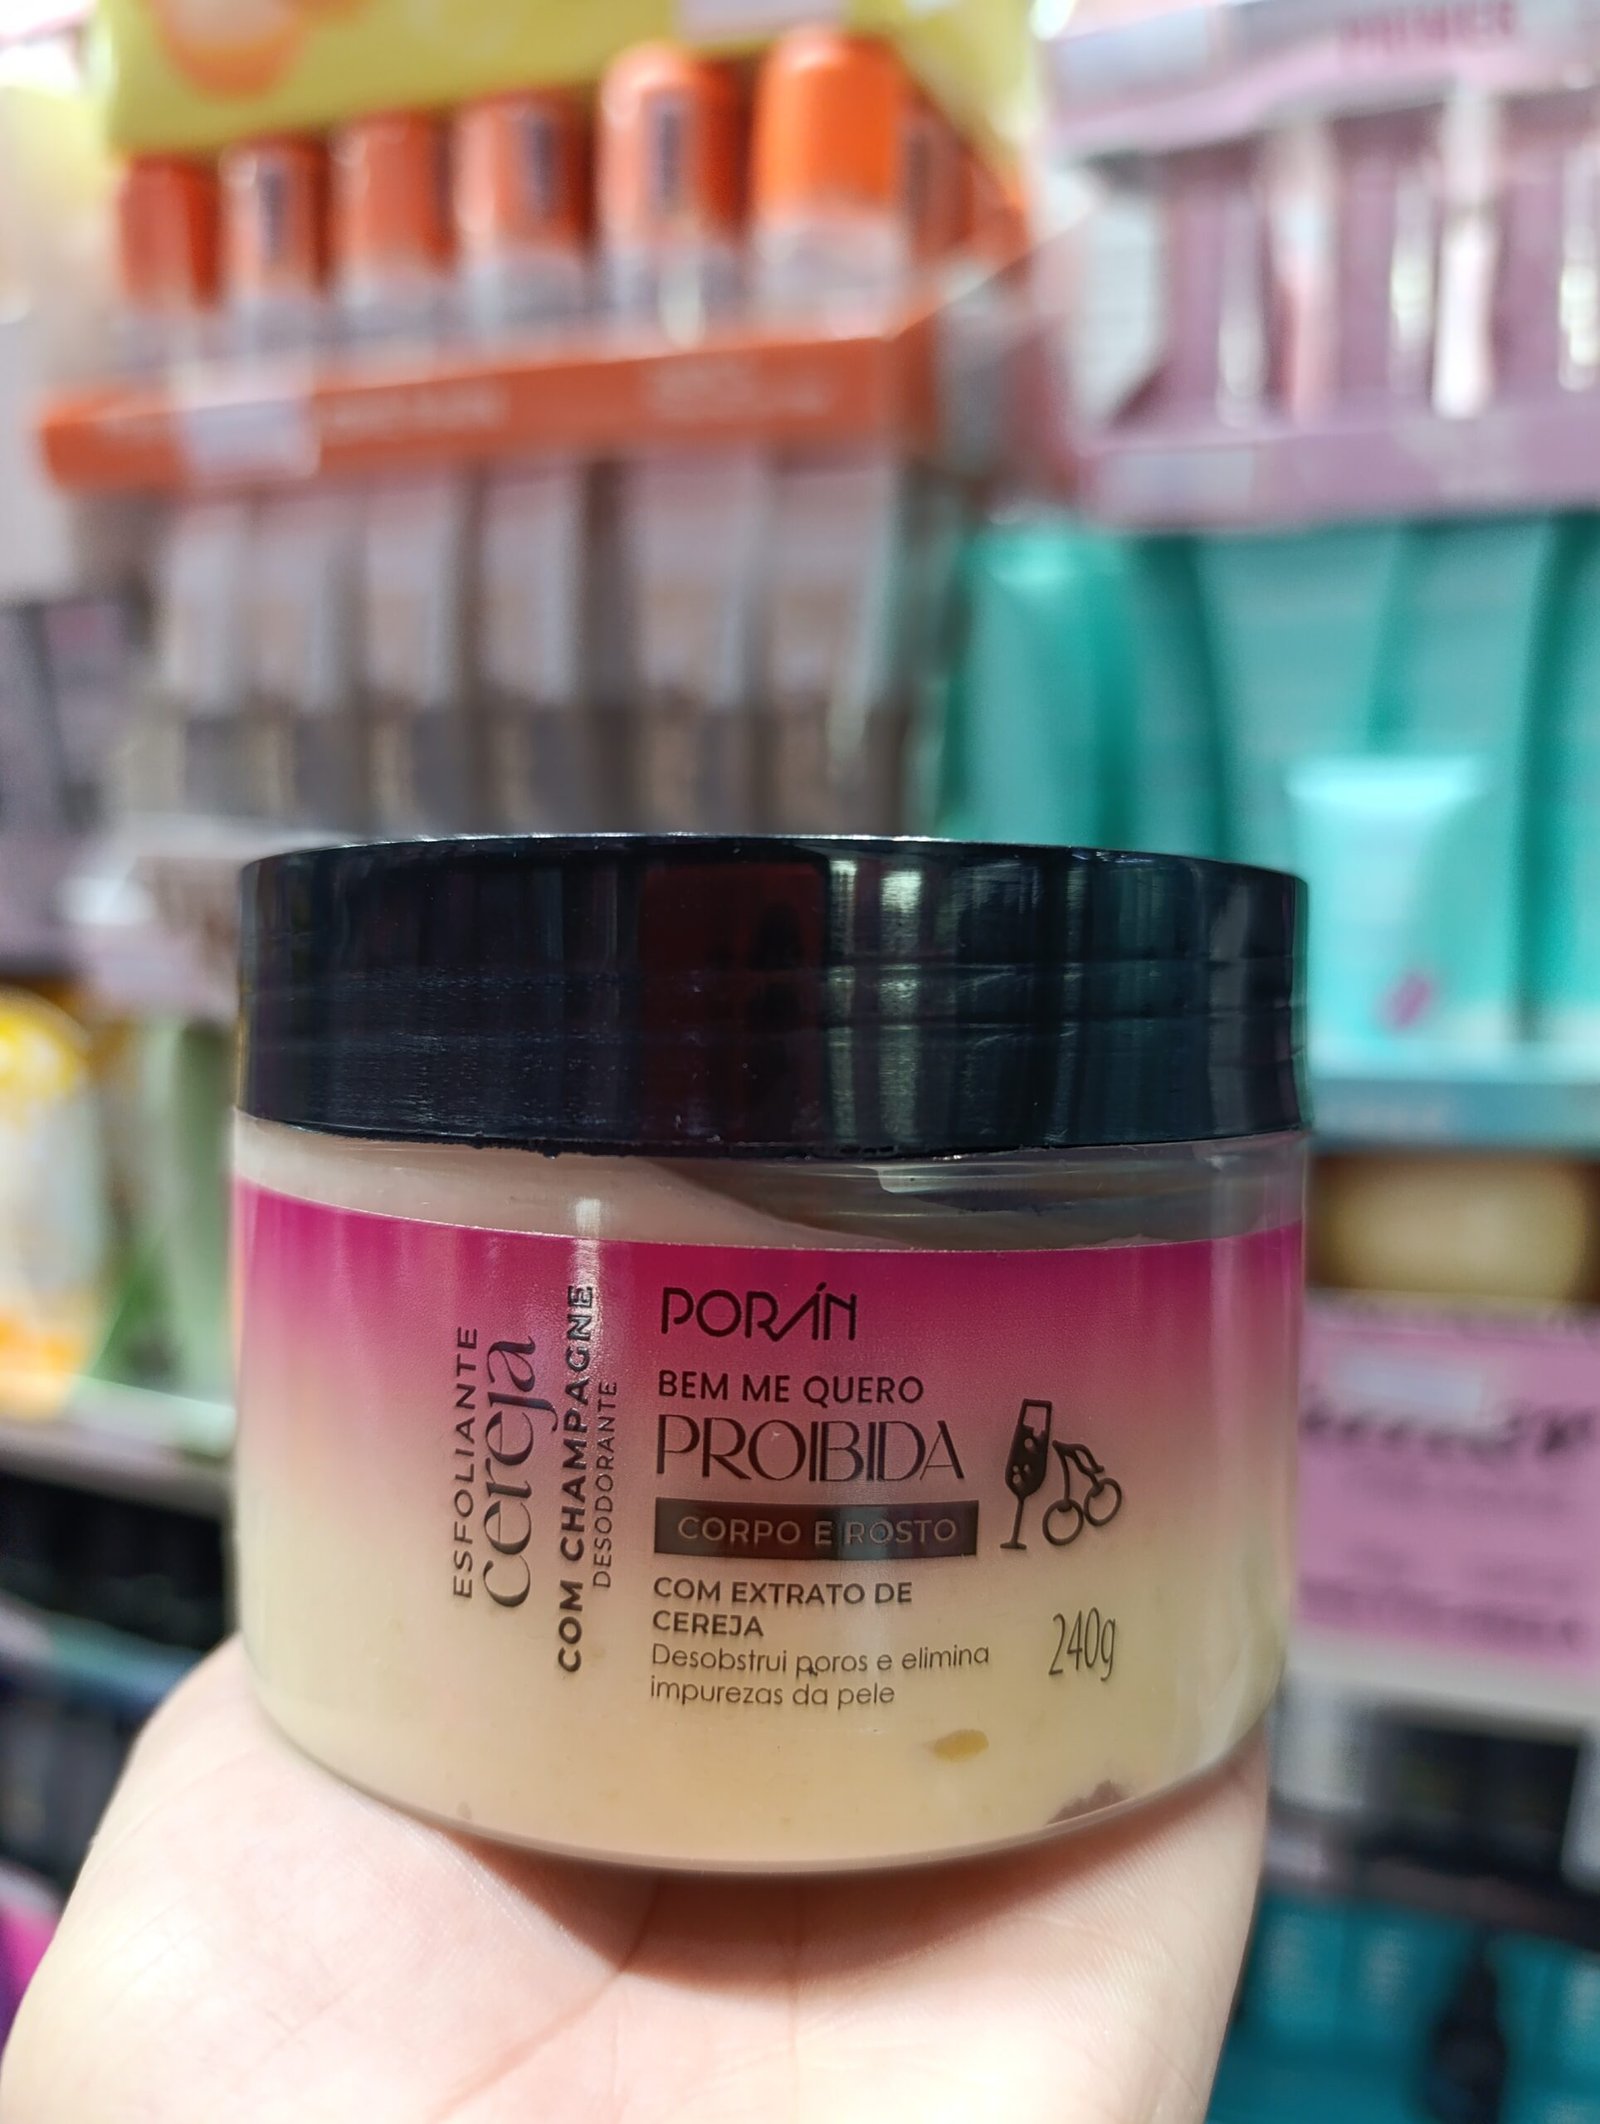 ESFOLIANTE
cereja
COM CHAMPAGNE
DESODORANTE
PORÁN
BEM ME QUERO
PROIBIDA
CORPO E ROSTO
COM EXTRATO DE
CEREJA
Desobstrui poros e elimina
impurezas da pele
240g